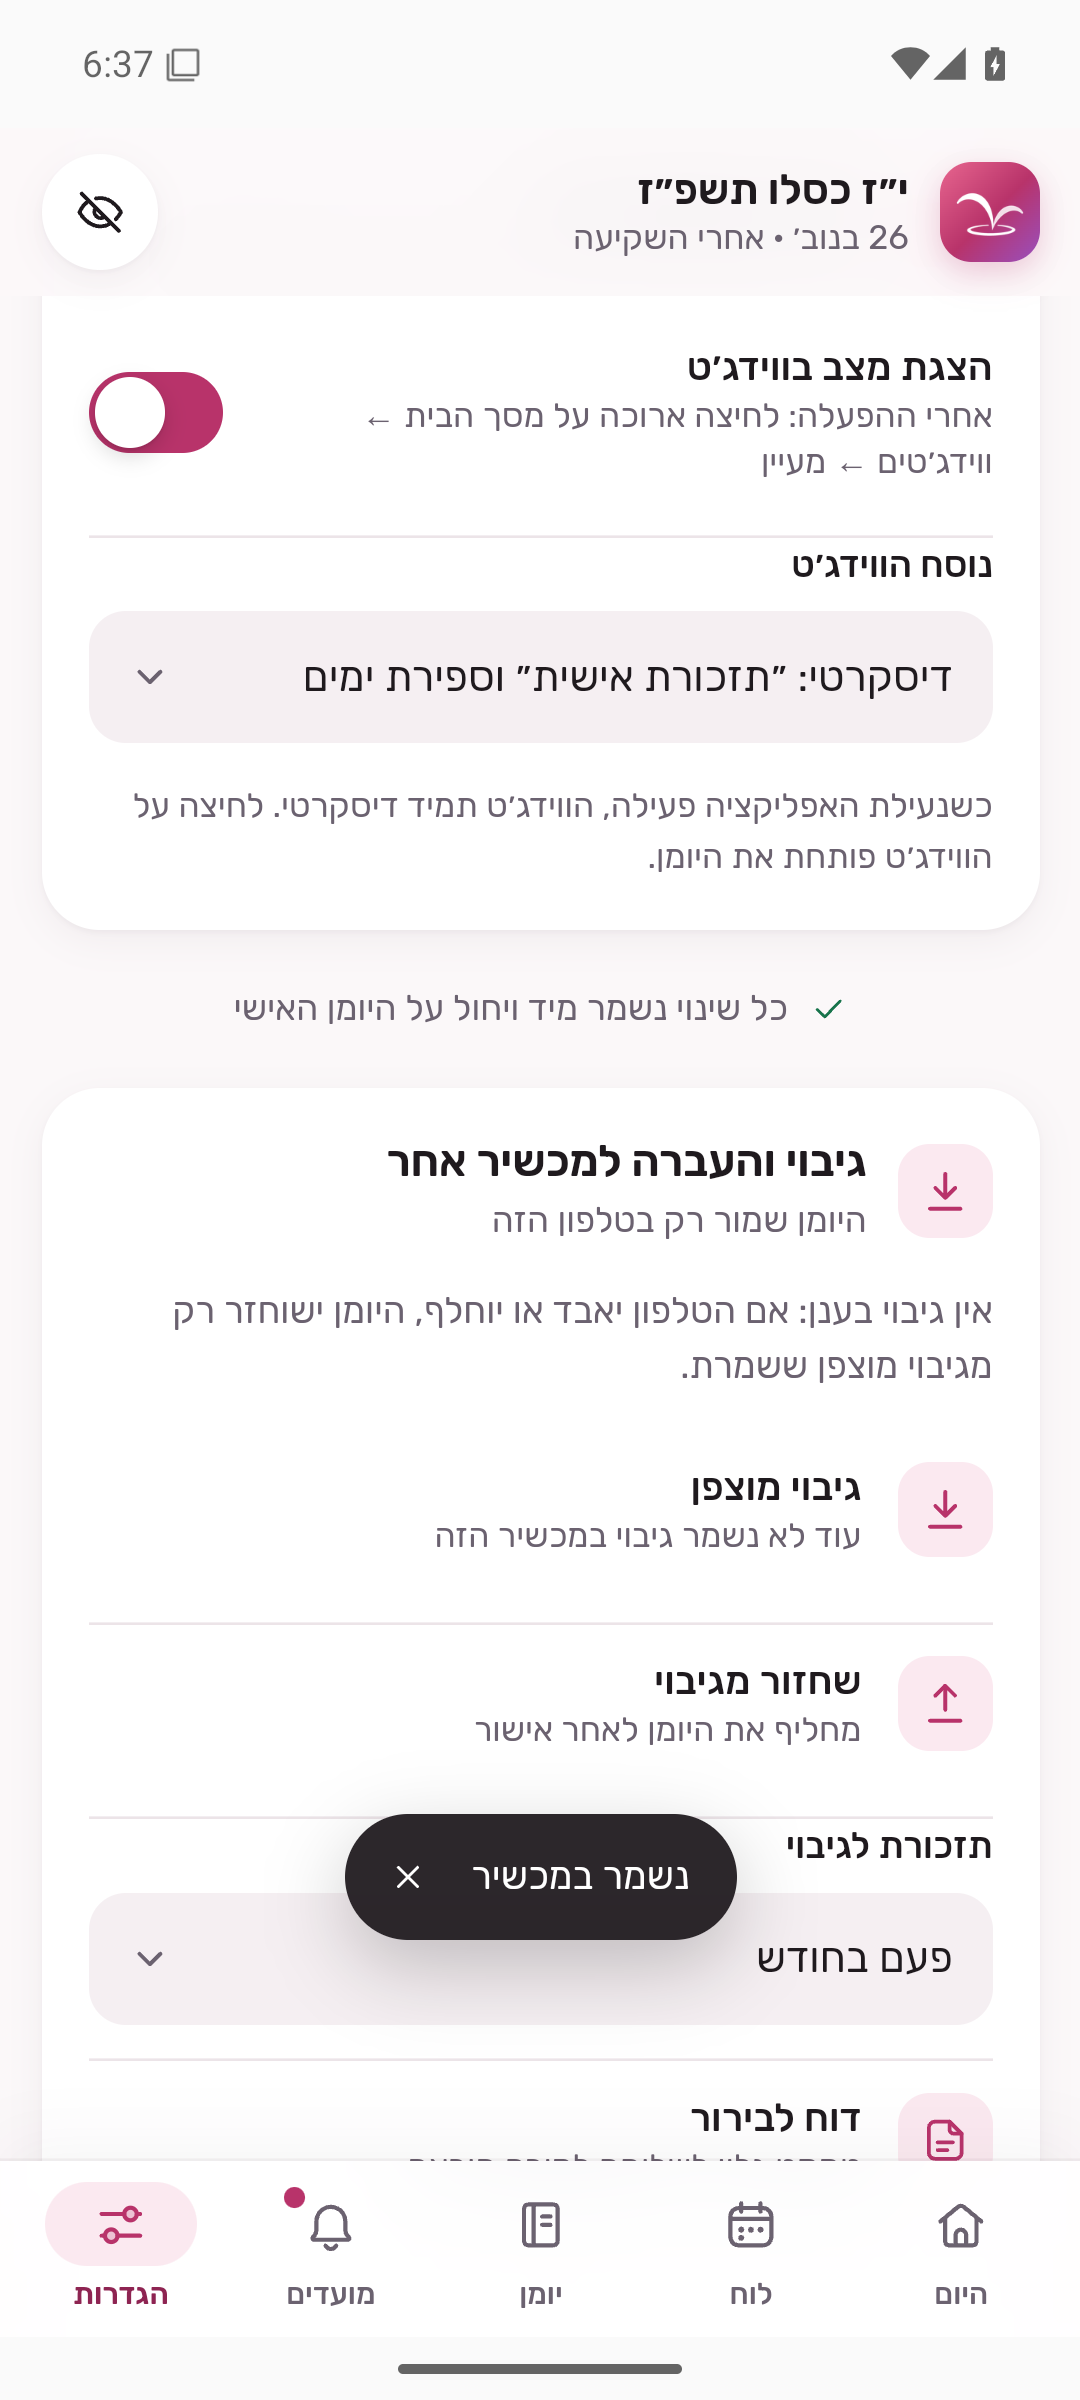 6:37
י״ז כסלו תשפ״ז
26 בנוב׳ • אחרי השקיעה
הצגת מצב בווידג׳ט
אחרי ההפעלה: לחיצה ארוכה על מסך הבית ←
ווידג׳טים ← מעיין
נוסח הווידג׳ט
דיסקרטי: ״תזכורת אישית״ וספירת ימים
כשנעילת האפליקציה פעילה, הווידג׳ט תמיד דיסקרטי. לחיצה על
הווידג׳ט פותחת את היומן.
כל שינוי נשמר מיד ויחול על היומן האישי
גיבוי והעברה למכשיר אחר
היומן שמור רק בטלפון הזה
אין גיבוי בענן: אם הטלפון יאבד או יוחלף, היומן ישוחזר רק
מגיבוי מוצפן ששמרת.
גיבוי מוצפן
עוד לא נשמר גיבוי במכשיר הזה
שחזור מגיבוי
מחליף את היומן לאחר אישור
תזכורת לגיבוי
נשמר במכשיר
פעם בחודש
דוח לבירור
היום
לוח
יומן
מועדים
הגדרות